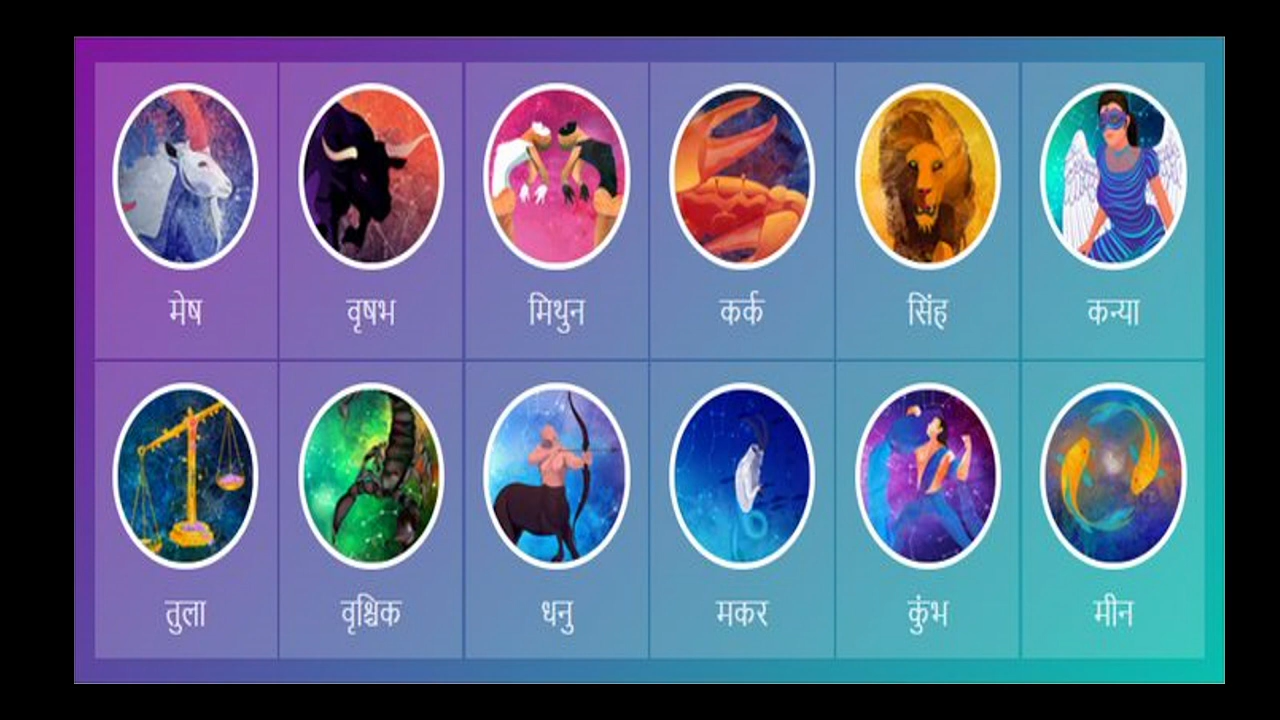 मेष वृषभ मिथुन कर्क सिंह कन्या
तुला वृश्चिक धनु मकर कुंभ मीन